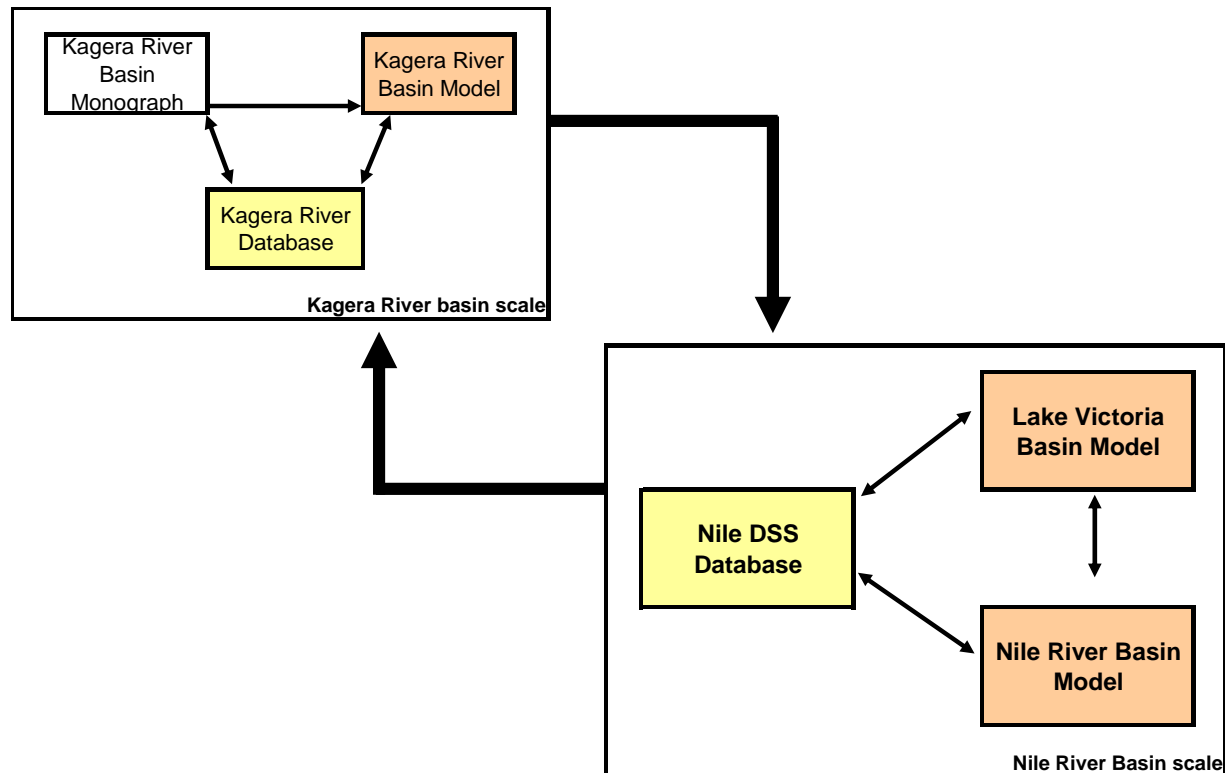 Kagera River
Basin
Monograph
Kagera River
Basin Model
Kagera River
Database
Kagera River basin scale
Lake Victoria
Basin Model
Nile DSS
Database
Nile River Basin
Model
Nile River Basin scale